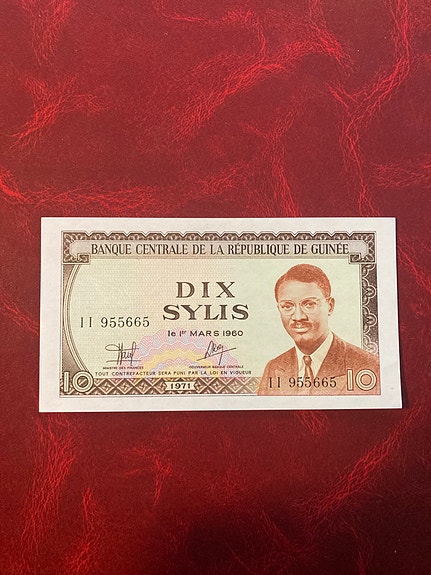 BANQUE CENTRALE DE LA RÉPUBLIQUE DE GUINÉE
DIX
SYLIS
le 1er MARS 1960
II 955665
MINISTRE DES FINANCES
GOUVERNEUR BANQUE CENTRALE
TOUT CONTREFACTEUR SERA PUNI PAR LA LOI EN VIGUEUR
10
1971
II 955665
10